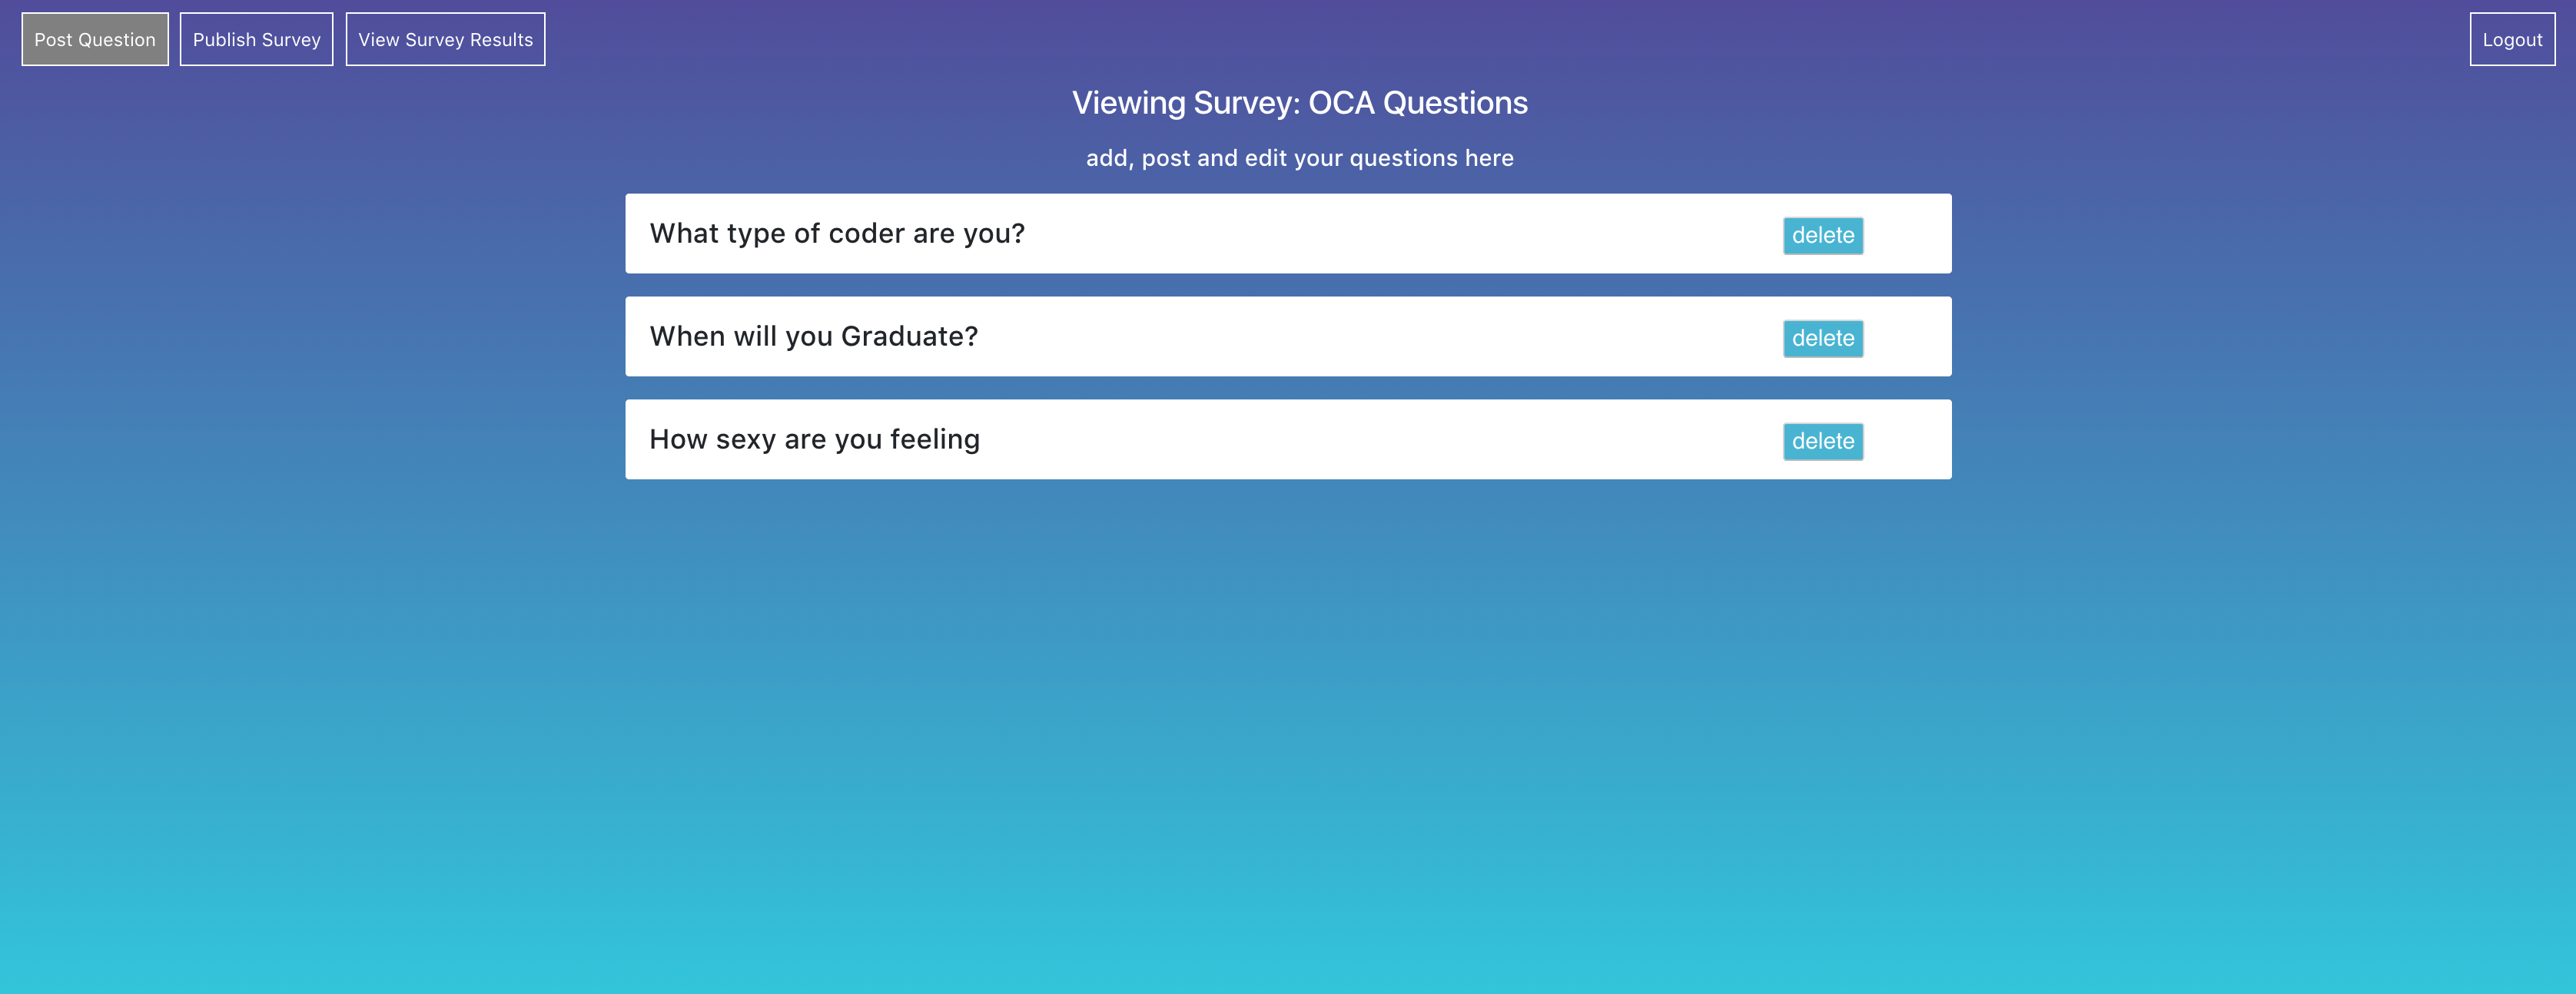 Post Question Publish Survey View Survey Results Logout
Viewing Survey: OCA Questions
add, post and edit your questions here
What type of coder are you? delete
When will you Graduate? delete
How sexy are you feeling delete